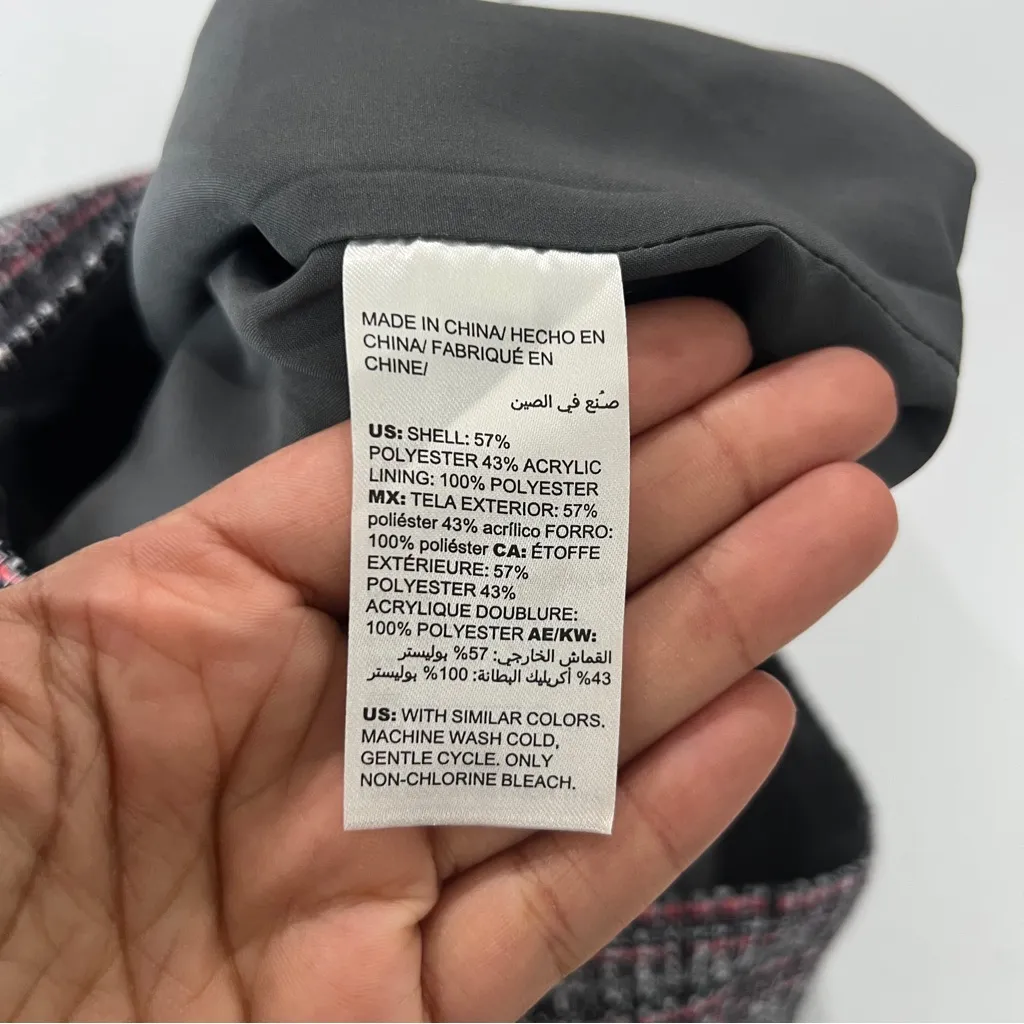 MADE IN CHINA/ HECHO EN
CHINA/ FABRIQUÉ EN
CHINE/
صُنع في الصين
US: SHELL: 57%
POLYESTER 43% ACRYLIC
LINING: 100% POLYESTER
MX: TELA EXTERIOR: 57%
poliéster 43% acrílico FORRO:
100% poliéster CA: ÉTOFFE
EXTÉRIEURE: 57%
POLYESTER 43%
ACRYLIQUE DOUBLURE:
100% POLYESTER AE/KW:
القماش الخارجي: 57% بوليستر
43% أكريليك البطانة: 100% بوليستر
US: WITH SIMILAR COLORS.
MACHINE WASH COLD,
GENTLE CYCLE. ONLY
NON-CHLORINE BLEACH.